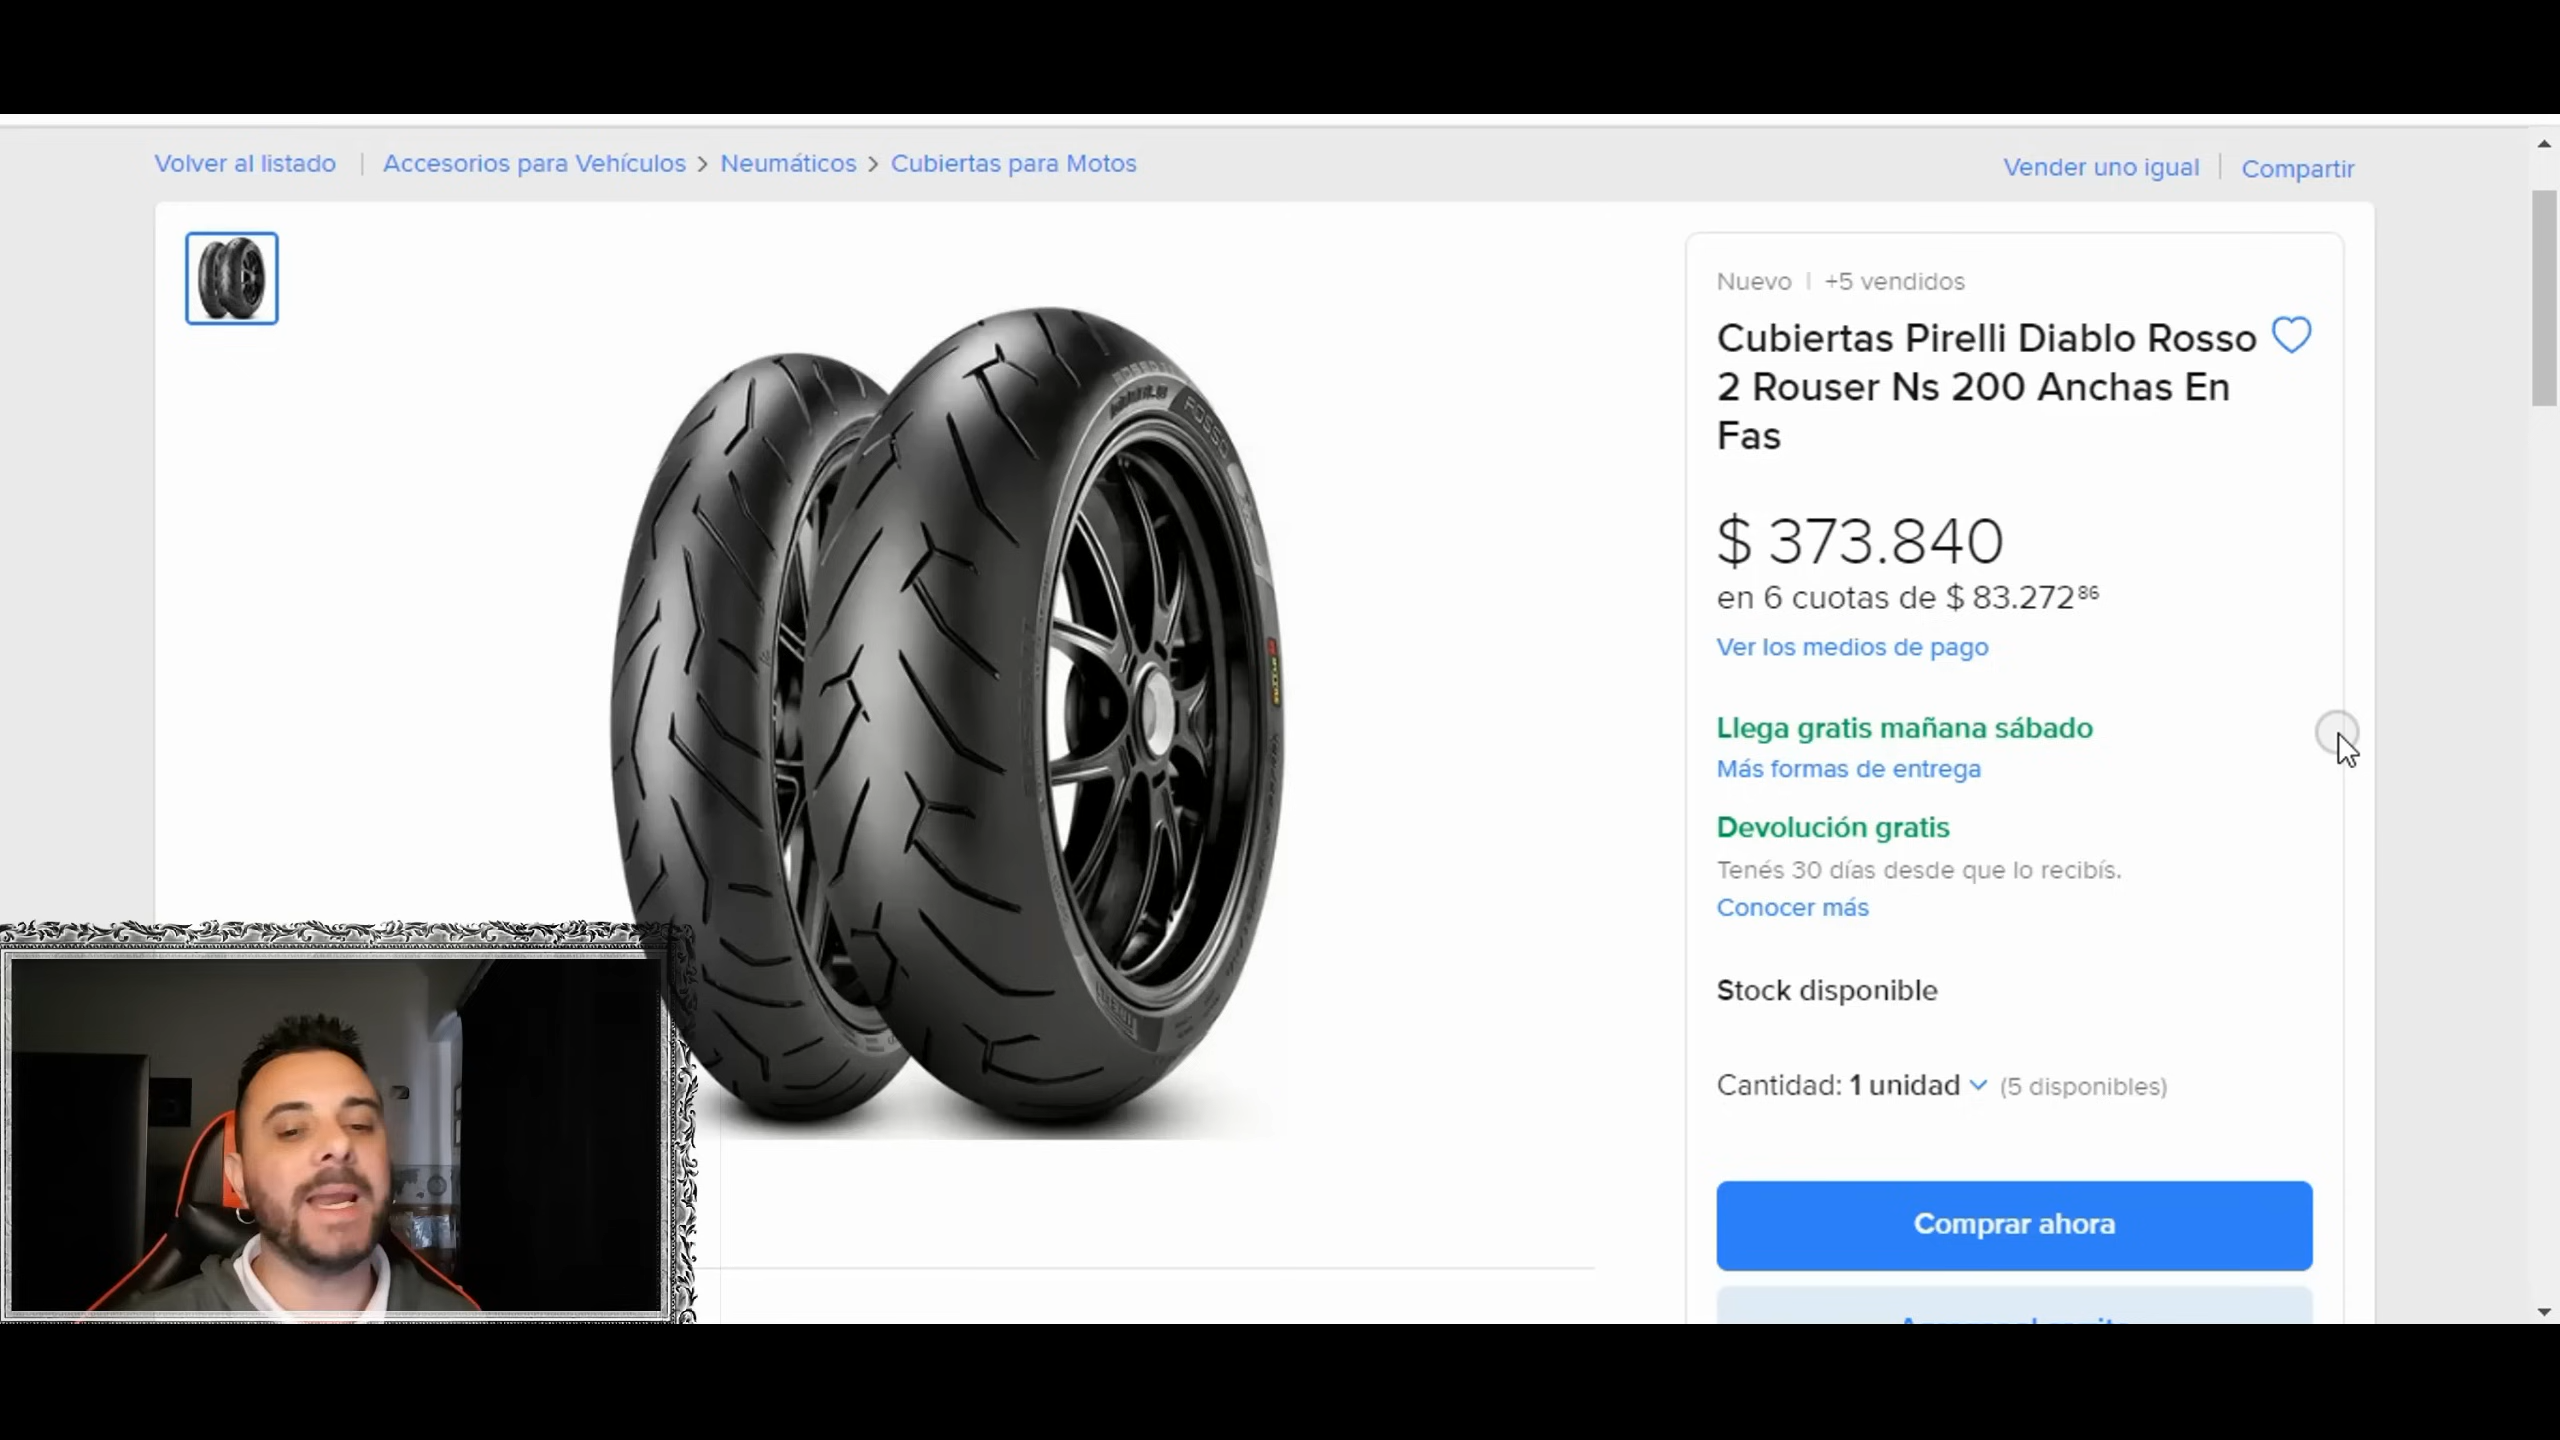 Volver al listado | Accesorios para Vehículos > Neumáticos > Cubiertas para Motos
Vender uno igual | Compartir
Nuevo | +5 vendidos
Cubiertas Pirelli Diablo Rosso
2 Rouser Ns 200 Anchas En
Fas
$ 373.840
en 6 cuotas de $ 83.272⁸⁶
Ver los medios de pago
Llega gratis mañana sábado
Más formas de entrega
Devolución gratis
Tenés 30 días desde que lo recibís.
Conocer más
Stock disponible
Cantidad: 1 unidad (5 disponibles)
Comprar ahora
ROSSO